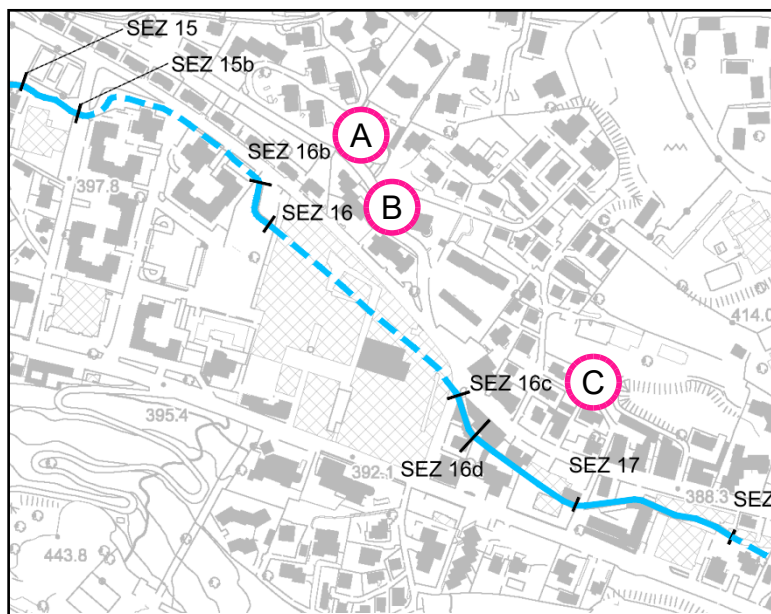 SEZ 15
SEZ 15b
A
SEZ 16b
397.8
B
SEZ 16
414.0
SEZ 16c
C
395.4
SEZ 16d
392.1
SEZ 17
388.3
SEZ
443.8